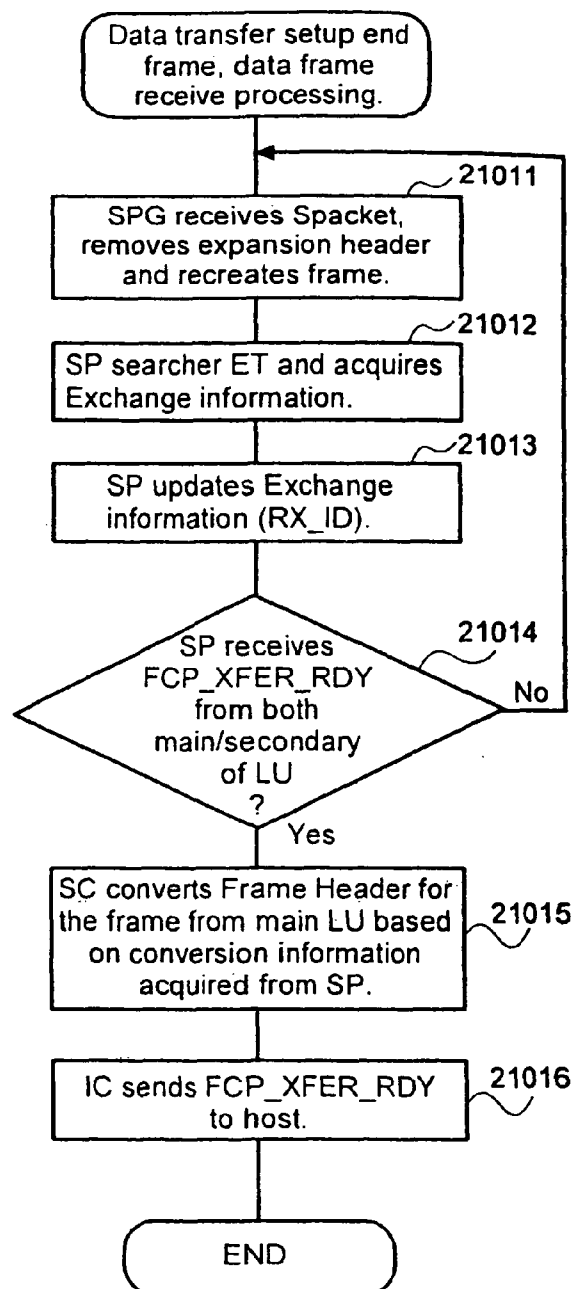 Data transfer setup end
frame, data frame
receive processing.
21011
SPG receives Spacket,
removes expansion header
and recreates frame.
21012
SP searcher ET and acquires
Exchange information.
21013
SP updates Exchange
information (RX_ID).
21014
SP receives
FCP_XFER_RDY
from both
main/secondary
of LU
?
No
Yes
SC converts Frame Header for
the frame from main LU based
on conversion information
acquired from SP.
21015
IC sends FCP_XFER_RDY
to host.
21016
END